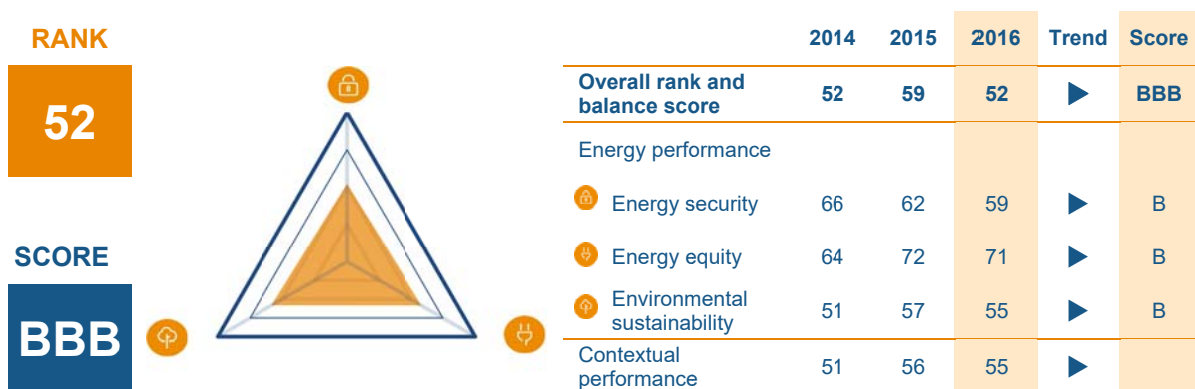 RANK
52
SCORE
BBB
2014 2015 2016 Trend Score
Overall rank and
balance score 52 59 52 BBB
Energy performance
Energy security 66 62 59 B
Energy equity 64 72 71 B
Environmental
sustainability 51 57 55 B
Contextual
performance 51 56 55